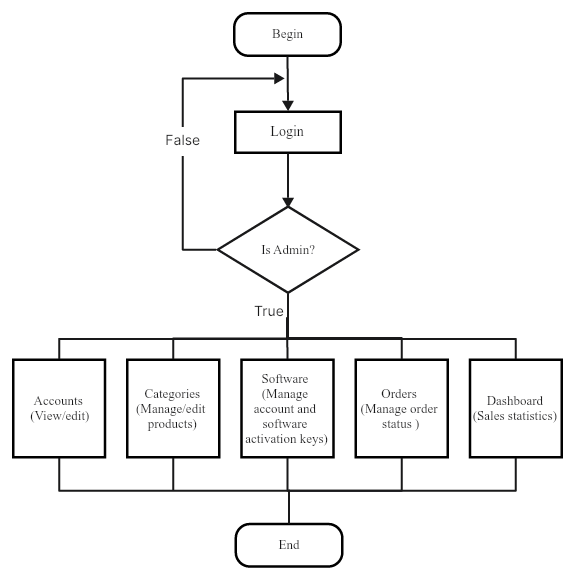 Begin
Login
False
Is Admin?
True
Accounts
(View/edit)
Categories
(Manage/edit
products)
Software
(Manage
account and
software
activation keys)
Orders
(Manage order
status )
Dashboard
(Sales statistics)
End